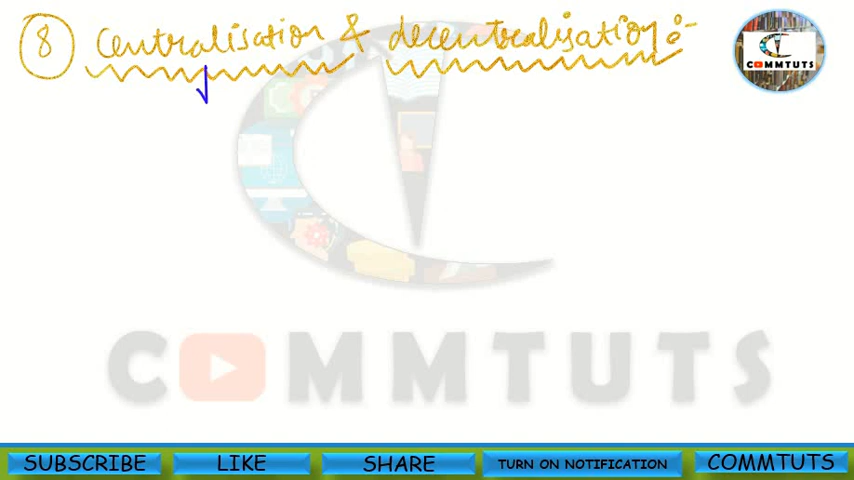 8 Centralisation & decentralisation :-
COMMTUTS
COMMTUTS
SUBSCRIBE LIKE SHARE TURN ON NOTIFICATION COMMTUTS